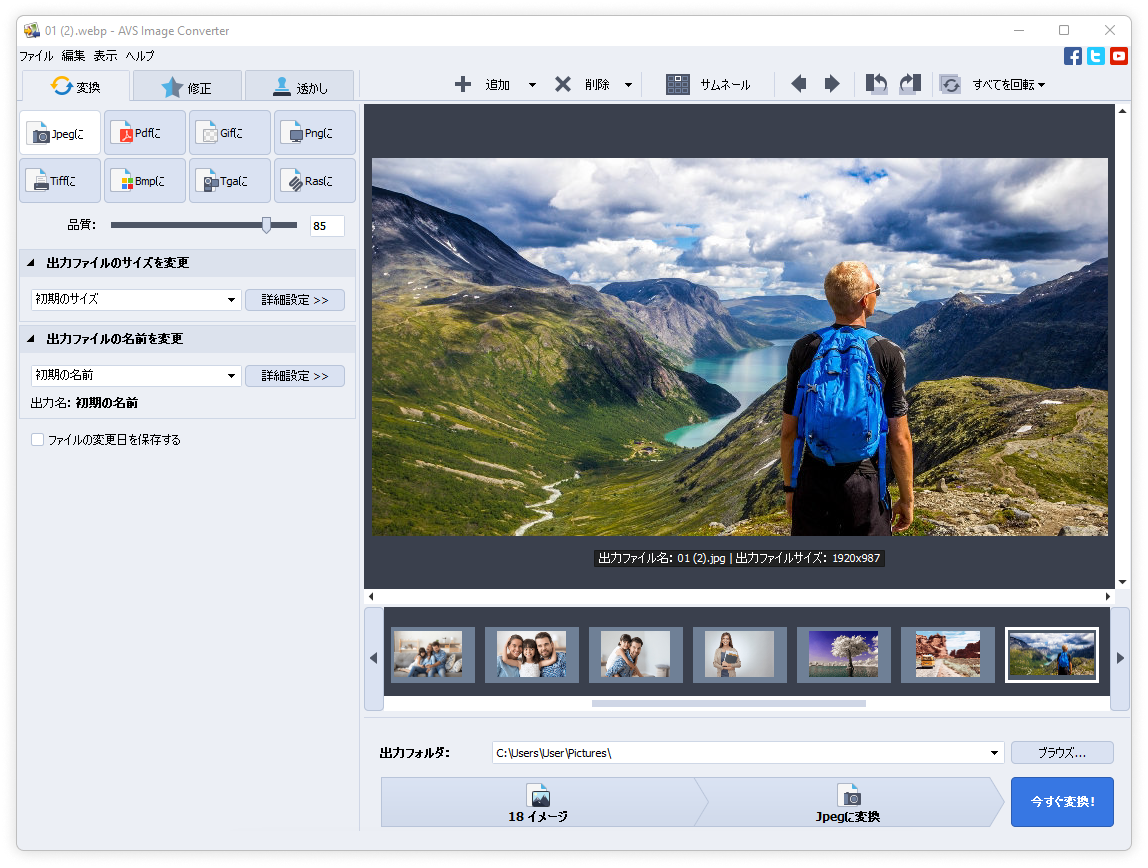 01 (2).webp - AVS Image Converter
ファイル 編集 表示 ヘルプ
変換 修正 透かし
追加 削除 サムネール すべてを回転
Jpegに Pdfに Gifに Pngに
Tiffに Bmpに Tgaに Rasに
品質: 85
出力ファイルのサイズを変更
初期のサイズ 詳細設定 >>
出力ファイルの名前を変更
初期の名前 詳細設定 >>
出力名: 初期の名前
ファイルの変更日を保存する
出力ファイル名: 01 (2).jpg | 出力ファイルサイズ: 1920x987
出力フォルダ: C:\Users\User\Pictures\ ブラウズ...
18 イメージ Jpegに変換 今すぐ変換!